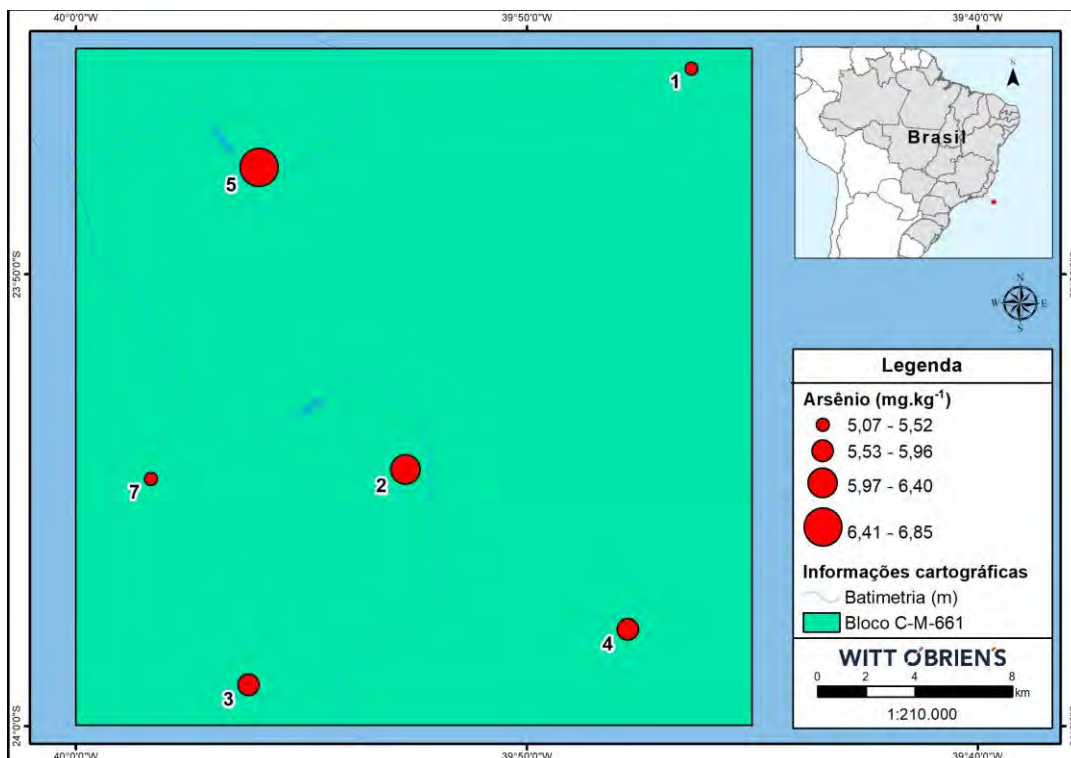 40°0'0"W
39°50'0"W
39°40'0"W
23°50'0"S
24°0'0"S
1
5
2
7
4
3
N
Brasil
N
W
E
S
Legenda
Arsênio (mg.kg⁻¹)
5,07 - 5,52
5,53 - 5,96
5,97 - 6,40
6,41 - 6,85
Informações cartográficas
Batimetria (m)
Bloco C-M-661
WITT O'BRIEN'S
0 2 4 8
km
1:210.000
40°0'0"W
39°50'0"W
39°40'0"W